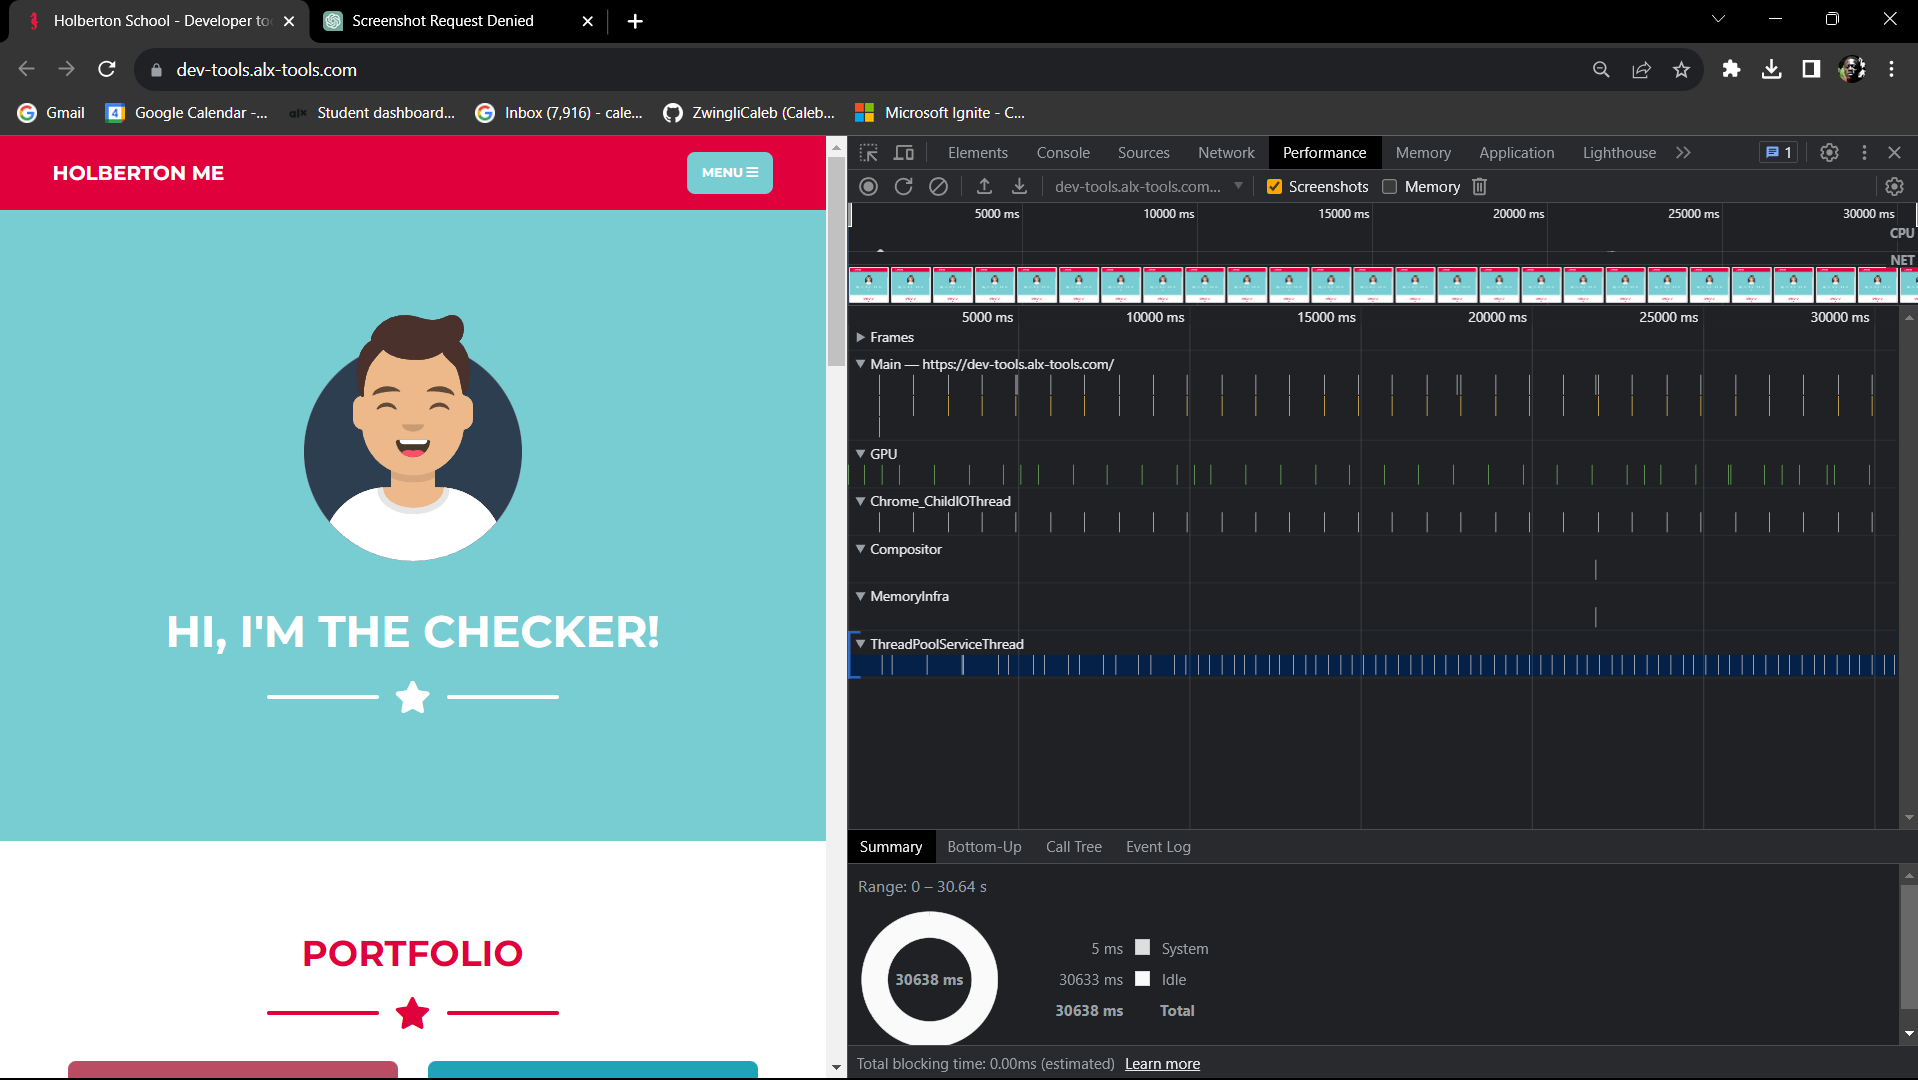 Holberton School - Developer to
Screenshot Request Denied
dev-tools.alx-tools.com
Gmail
4
Google Calendar -...
alx
Student dashboard...
Inbox (7,916) - cale...
ZwingliCaleb (Caleb...
Microsoft Ignite - C...
HOLBERTON ME
MENU
HI, I'M THE CHECKER!
PORTFOLIO
Elements
Console
Sources
Network
Performance
Memory
Application
Lighthouse
1
dev-tools.alx-tools.com...
Screenshots
Memory
5000 ms
10000 ms
15000 ms
20000 ms
25000 ms
30000 ms
CPU
NET
5000 ms
10000 ms
15000 ms
20000 ms
25000 ms
30000 ms
Frames
Main — https://dev-tools.alx-tools.com/
GPU
Chrome_ChildIOThread
Compositor
MemoryInfra
ThreadPoolServiceThread
Summary
Bottom-Up
Call Tree
Event Log
Range: 0 – 30.64 s
30638 ms
5 ms System
30633 ms Idle
30638 ms Total
Total blocking time: 0.00ms (estimated) Learn more